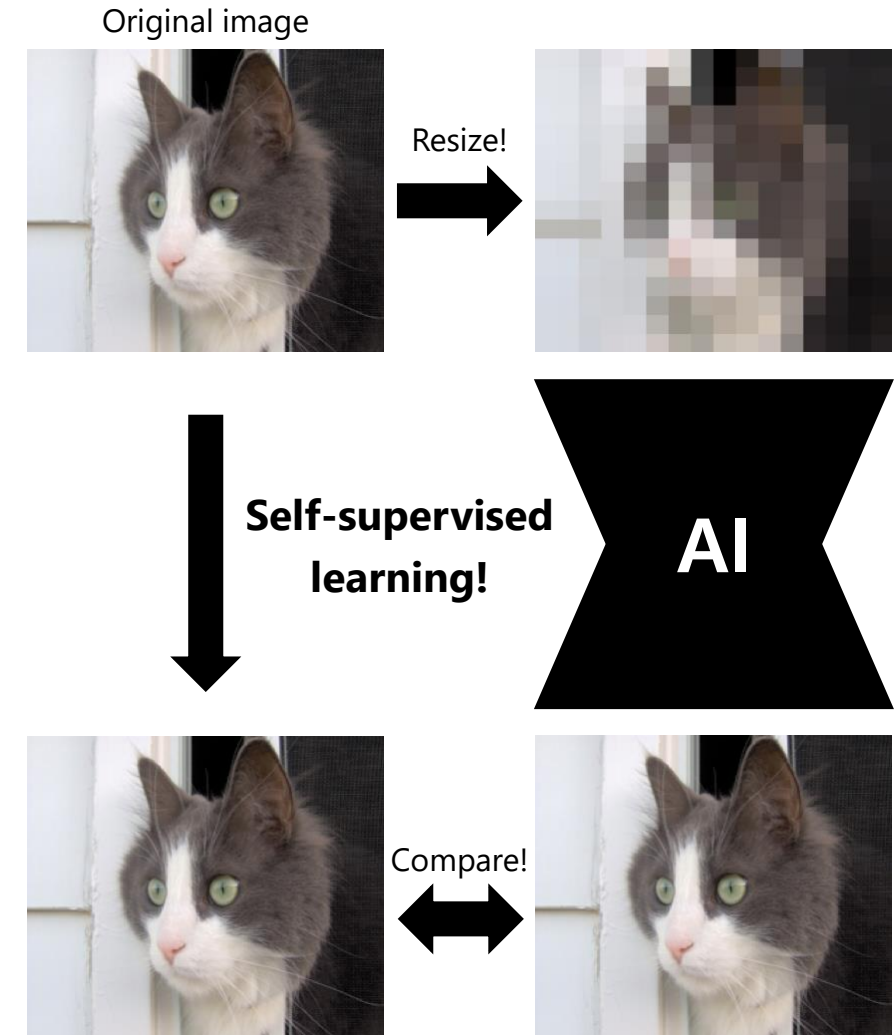 Original image
Resize!
Self-supervised
learning!
AI
Compare!